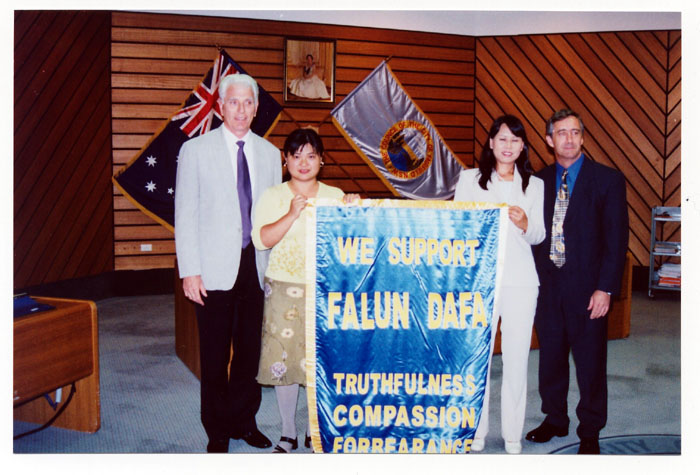 WE SUPPORT
FALUN DAFA
TRUTHFULNESS
COMPASSION
FORBEARANCE